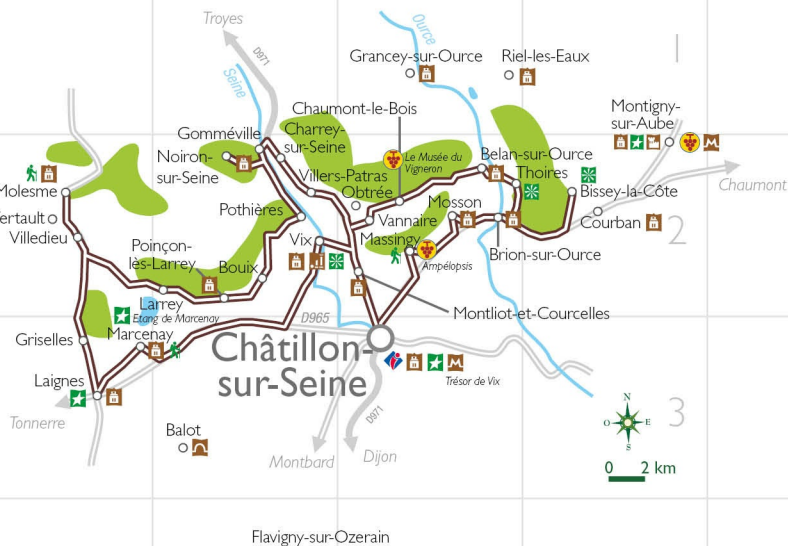 Troyes
D971
Ource
Seine
1
Grancey-sur-Ource
Riel-les-Eaux
Chaumont-le-Bois
Montigny-
sur-Aube
Gomméville
Charrey-
sur-Seine
Noiron-
sur-Seine
Le Musée du
Vigneron
Belan-sur-Ource
Thoires
Villers-Patras
Obtrée
Chaumont
Molesme
Bissey-la-Côte
Vertault
Villedieu
Pothières
Vannaire
Mosson
Courban
2
Poinçon-
lès-Larrey
Bouix
Vix
Massingy
Ampélopsis
Brion-sur-Ource
Larrey
Etang de Marcenay
D965
Montliot-et-Courcelles
Griselles
Marcenay
Châtillon-
sur-Seine
Laignes
Trésor de Vix
Tonnerre
D971
N
O
E
S
3
Balot
Montbard
Dijon
0 2 km
Flavigny-sur-Ozerain